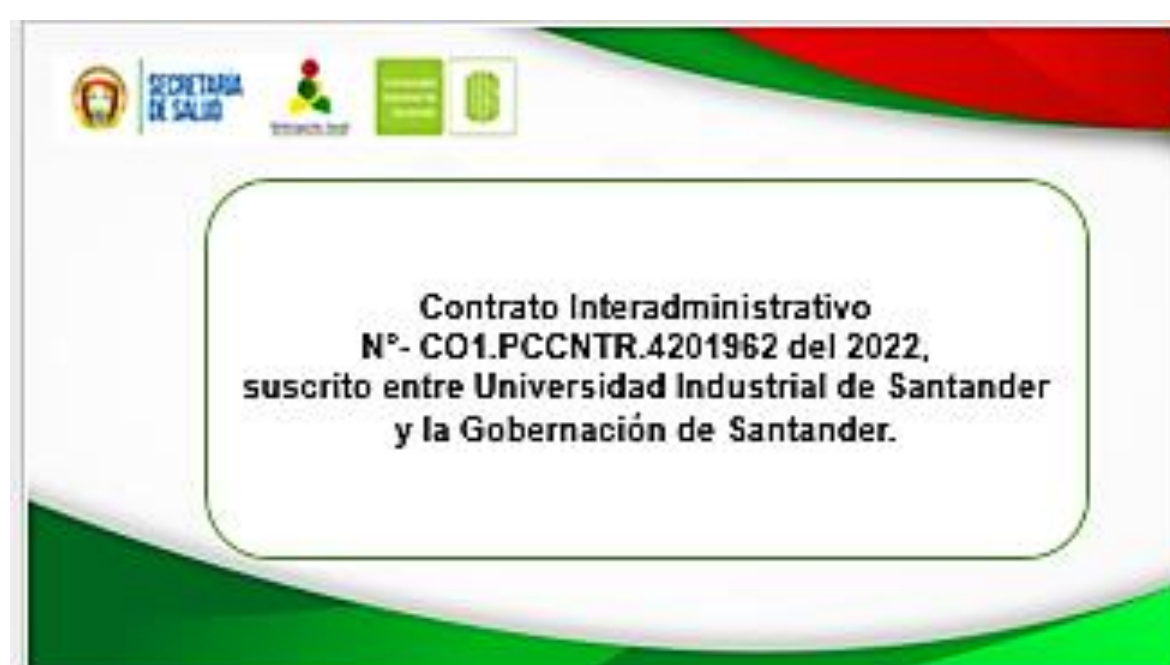 SECRETARÍA
DE SALUD
Contrato Interadministrativo
N°- CO1.PCCNTR.4201962 del 2022,
suscrito entre Universidad Industrial de Santander
y la Gobernación de Santander.